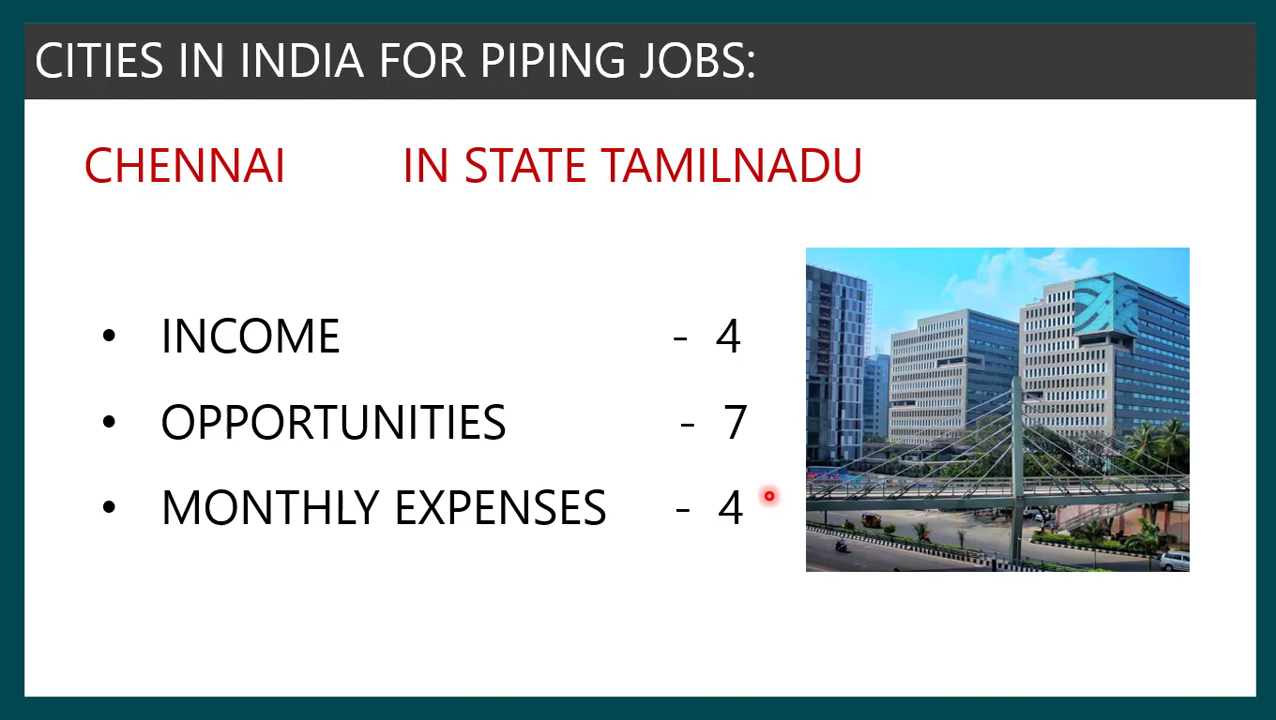 CITIES IN INDIA FOR PIPING JOBS:
CHENNAI IN STATE TAMILNADU
• INCOME - 4
• OPPORTUNITIES - 7
• MONTHLY EXPENSES - 4